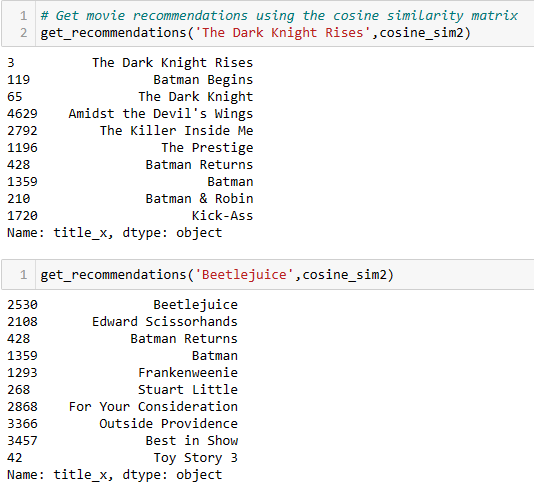 1 # Get movie recommendations using the cosine similarity matrix
2 get_recommendations('The Dark Knight Rises',cosine_sim2)
3 The Dark Knight Rises
119 Batman Begins
65 The Dark Knight
4629 Amidst the Devil's Wings
2792 The Killer Inside Me
1196 The Prestige
428 Batman Returns
1359 Batman
210 Batman & Robin
1720 Kick-Ass
Name: title_x, dtype: object
1 get_recommendations('Beetlejuice',cosine_sim2)
2530 Beetlejuice
2108 Edward Scissorhands
428 Batman Returns
1359 Batman
1293 Frankenweenie
268 Stuart Little
2868 For Your Consideration
3366 Outside Providence
3457 Best in Show
42 Toy Story 3
Name: title_x, dtype: object